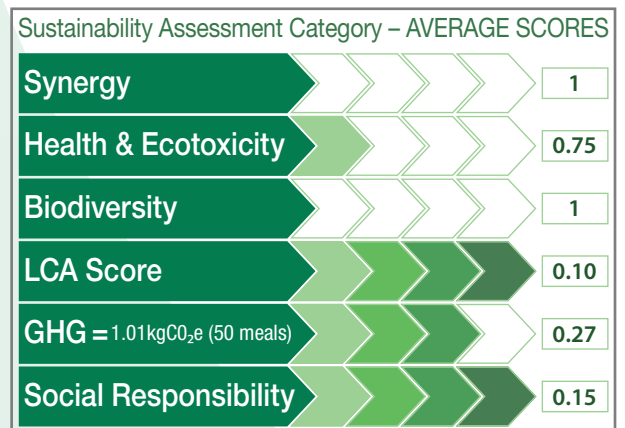 Sustainability Assessment Category – AVERAGE SCORES
Synergy 1
Health & Ecotoxicity 0.75
Biodiversity 1
LCA Score 0.10
GHG = 1.01kgC0₂e (50 meals) 0.27
Social Responsibility 0.15